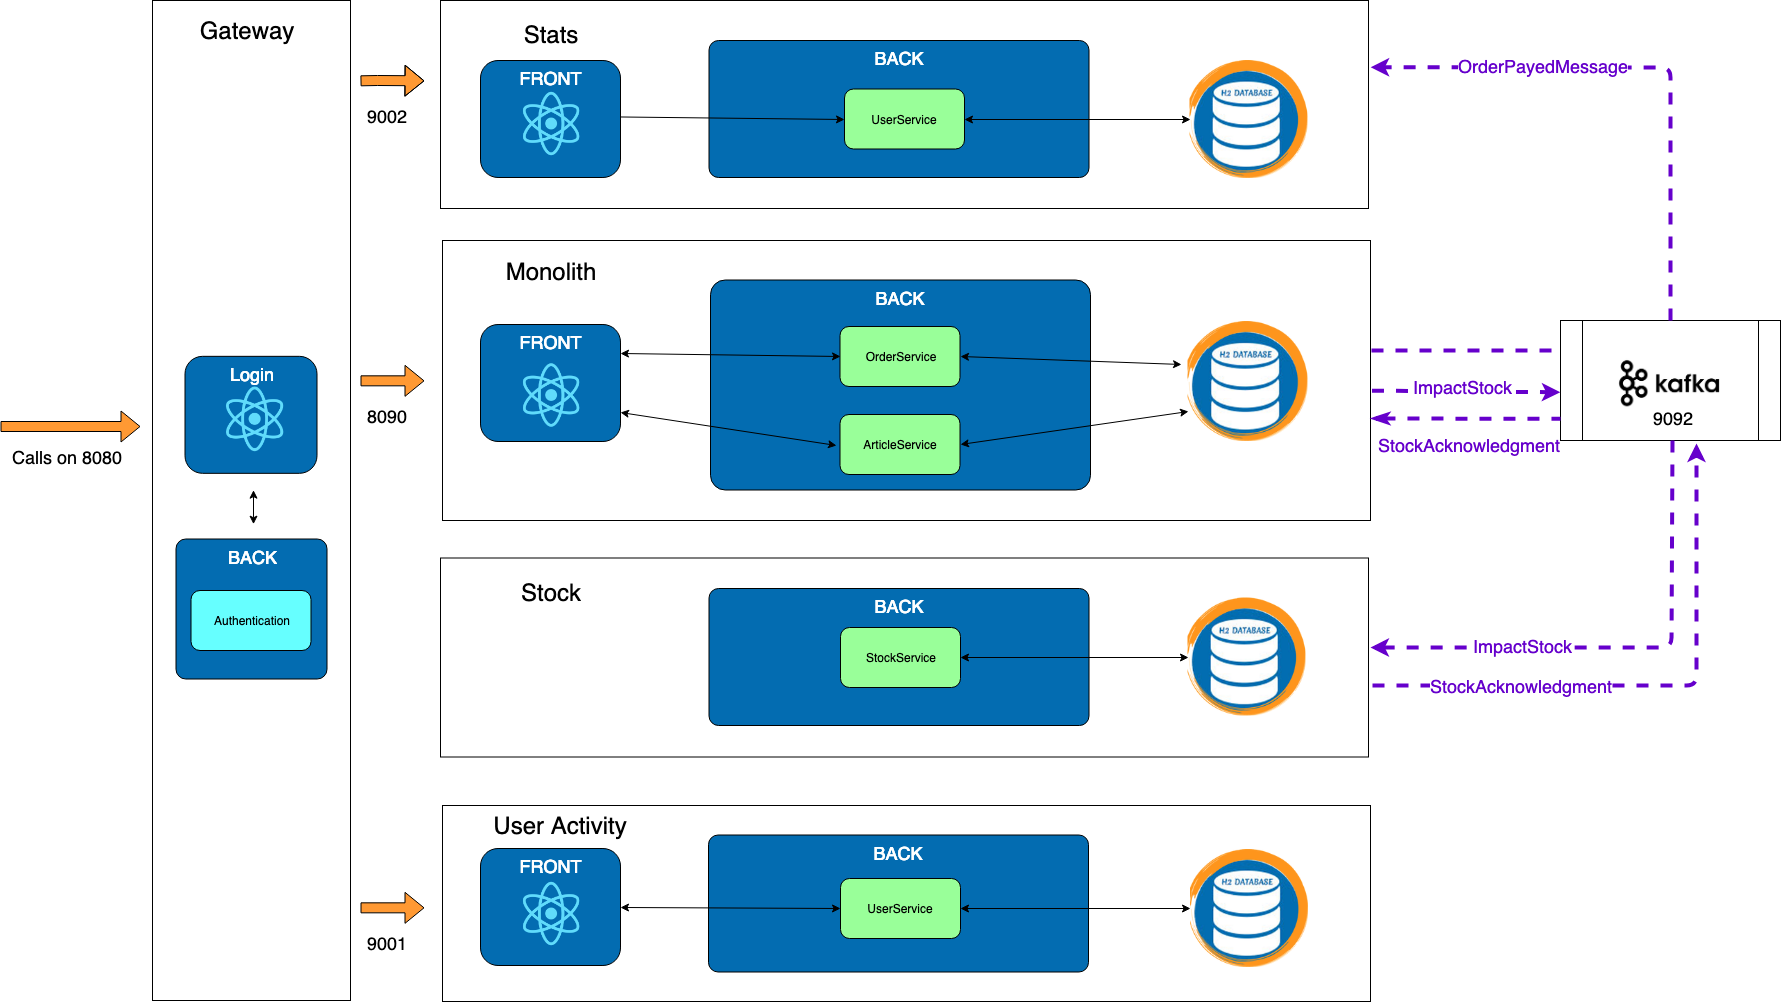 Gateway
Calls on 8080
Login
BACK
Authentication
9002
8090
9001
Stats
FRONT
BACK
UserService
H2 DATABASE
Monolith
FRONT
BACK
OrderService
ArticleService
H2 DATABASE
Stock
BACK
StockService
H2 DATABASE
User Activity
FRONT
BACK
UserService
H2 DATABASE
OrderPayedMessage
ImpactStock
StockAcknowledgment
kafka
9092
ImpactStock
StockAcknowledgment